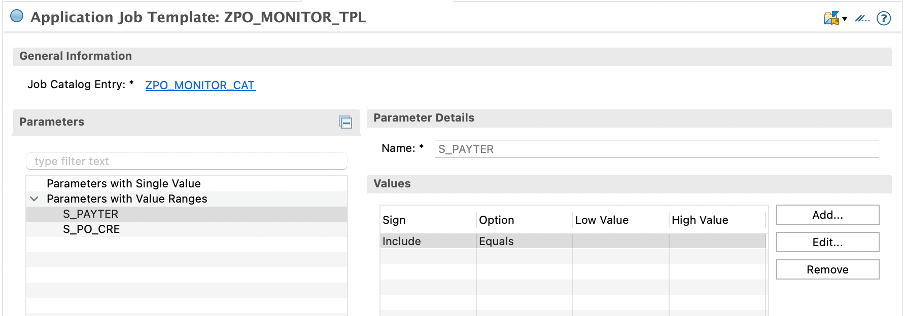 Application Job Template: ZPO_MONITOR_TPL
General Information
Job Catalog Entry: * ZPO_MONITOR_CAT
Parameters
type filter text
Parameters with Single Value
Parameters with Value Ranges
S_PAYTER
S_PO_CRE
Parameter Details
Name: * S_PAYTER
Values
Sign Option Low Value High Value
Include Equals
Add...
Edit...
Remove